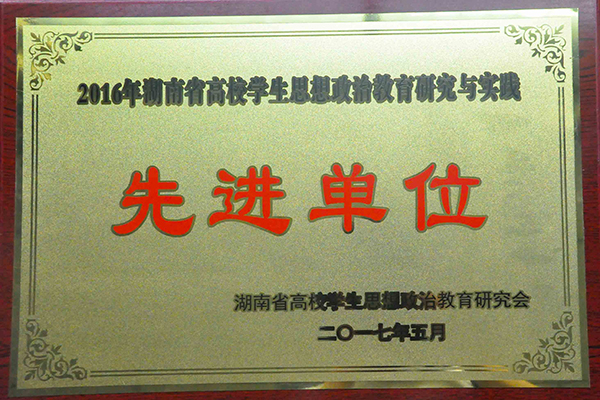 2016年湖南省高校学生思想政治教育研究与实践
先进单位
湖南省高校学生思想政治教育研究会
二〇一七年五月